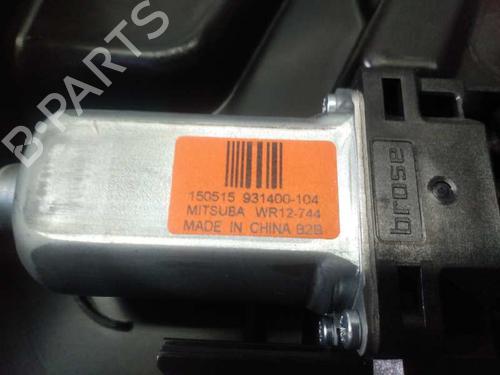 B-PARTS
150515 931400-104
MITSUBA WR12-744
MADE IN CHINA B2B
brose